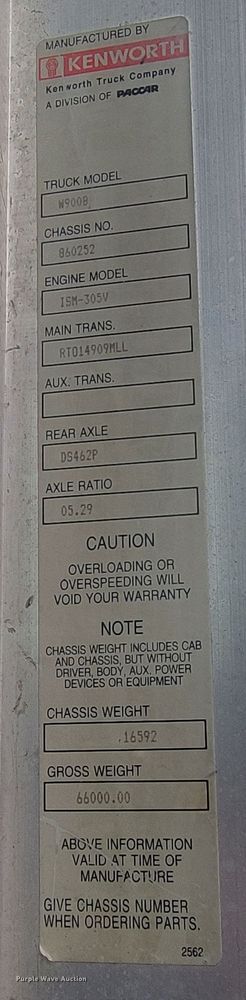 MANUFACTURED BY
KENWORTH
Kenworth Truck Company
A DIVISION OF PACCAR
TRUCK MODEL
W900B
CHASSIS NO.
860252
ENGINE MODEL
ISM-305V
MAIN TRANS.
RTO14909MLL
AUX. TRANS.
REAR AXLE
DS462P
AXLE RATIO
05.29
CAUTION
OVERLOADING OR
OVERSPEEDING WILL
VOID YOUR WARRANTY
NOTE
CHASSIS WEIGHT INCLUDES CAB
AND CHASSIS, BUT WITHOUT
DRIVER, BODY, AUX. POWER
DEVICES OR EQUIPMENT
CHASSIS WEIGHT
.16592
GROSS WEIGHT
66000.00
ABOVE INFORMATION
VALID AT TIME OF
MANUFACTURE
GIVE CHASSIS NUMBER
WHEN ORDERING PARTS.
2562
Purple Wave Auction